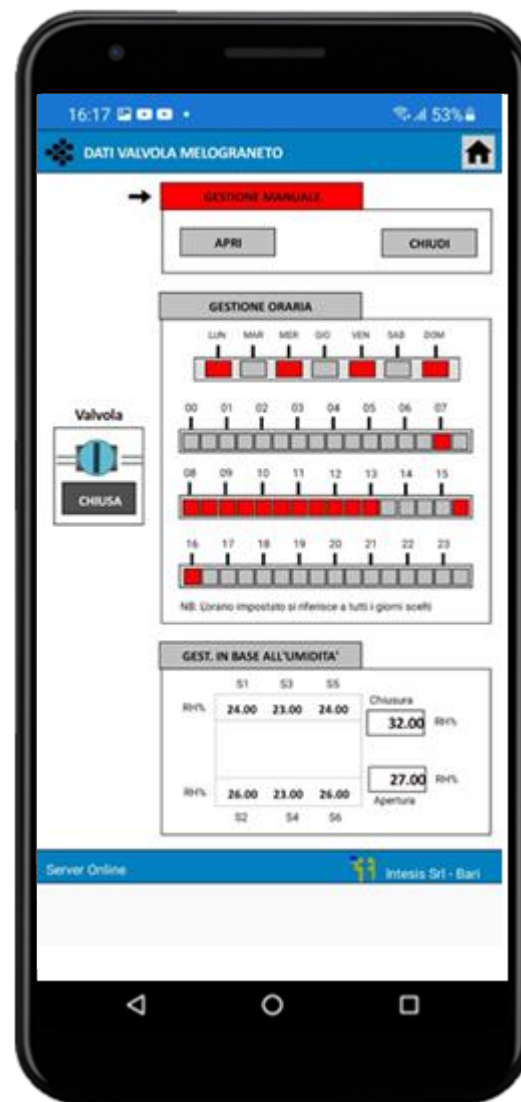 16:17 53%
DATI VALVOLA MELOGRANETO
GESTIONE MANUALE
APRI CHIUDI
GESTIONE ORARIA
LUN MAR MER GIO VEN SAB DOM
00 01 02 03 04 05 06 07
Valvola
CHIUSA
08 09 10 11 12 13 14 15
16 17 18 19 20 21 22 23
NB: L'orario impostato si riferisce a tutti i giorni scelti
GEST. IN BASE ALL'UMIDITA'
S1 S3 S5
RH% 24.00 23.00 24.00
Chiusura
32.00 RH%
27.00 RH%
Apertura
RH% 26.00 23.00 26.00
S2 S4 S6
Server Online Intesis Srl - Bari